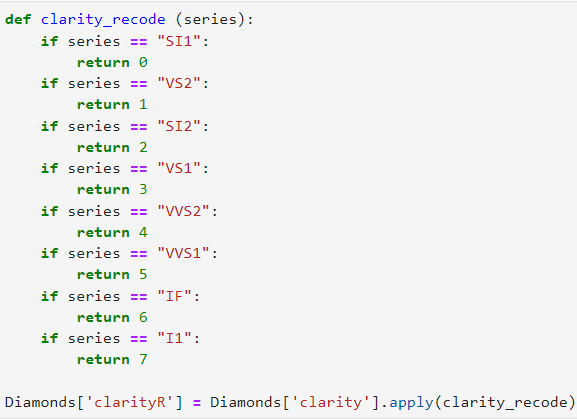 def clarity_recode (series):
    if series == "SI1":
        return 0
    if series == "VS2":
        return 1
    if series == "SI2":
        return 2
    if series == "VS1":
        return 3
    if series == "VVS2":
        return 4
    if series == "VVS1":
        return 5
    if series == "IF":
        return 6
    if series == "I1":
        return 7

Diamonds['clarityR'] = Diamonds['clarity'].apply(clarity_recode)